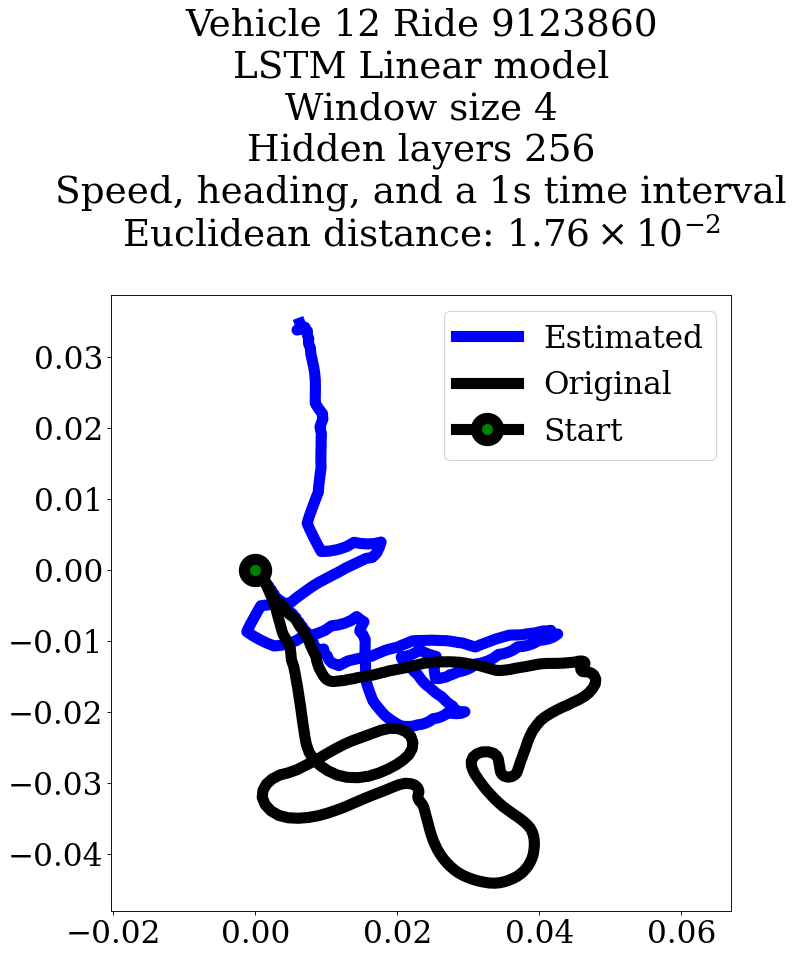 Vehicle 12 Ride 9123860
LSTM Linear model
Window size 4
Hidden layers 256
Speed, heading, and a 1s time interval
Euclidean distance: 1.76 × 10⁻²
Estimated
Original
Start
0.03
0.02
0.01
0.00
−0.01
−0.02
−0.03
−0.04
−0.02 0.00 0.02 0.04 0.06